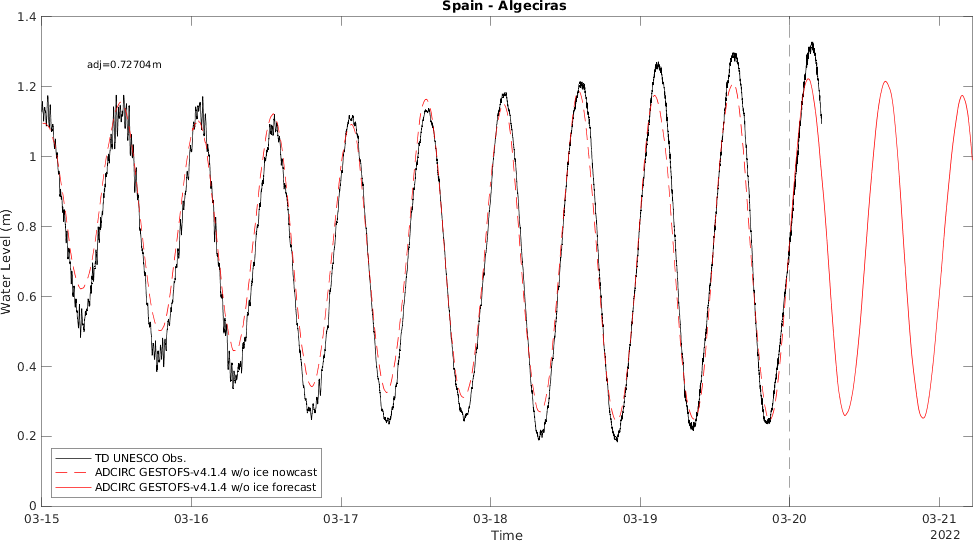 Spain - Algeciras
adj=0.72704m
Water Level (m)
1.4
1.2
1
0.8
0.6
0.4
0.2
0
TD UNESCO Obs.
ADCIRC GESTOFS-v4.1.4 w/o ice nowcast
ADCIRC GESTOFS-v4.1.4 w/o ice forecast
03-15 03-16 03-17 03-18 03-19 03-20 03-21
Time
2022